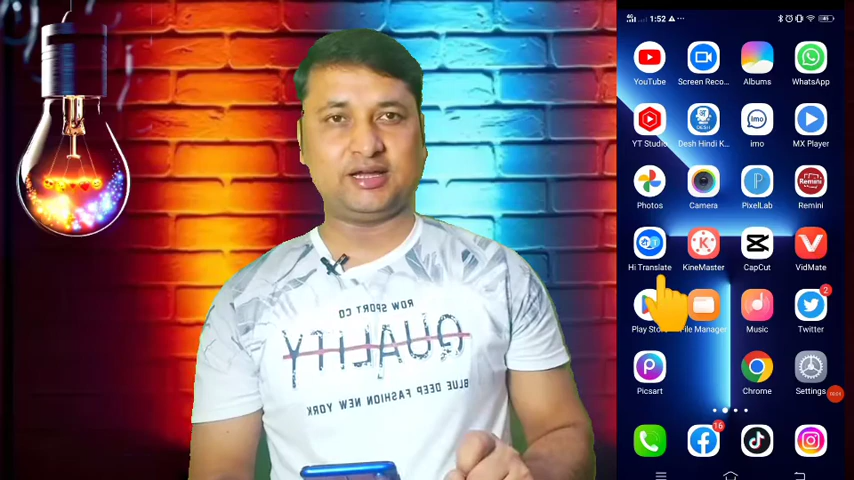 1:52
YouTube
Screen Reco...
Albums
WhatsApp
YT Studio
Desh Hindi K...
imo
MX Player
Photos
Camera
PixelLab
Remini
Hi Translate
KineMaster
CapCut
VidMate
Play Store
File Manager
Music
2
Twitter
Picsart
Chrome
Settings
16
ROW SPORT CO
QUALITY
BLUE DEEP FASHION NEW YORK